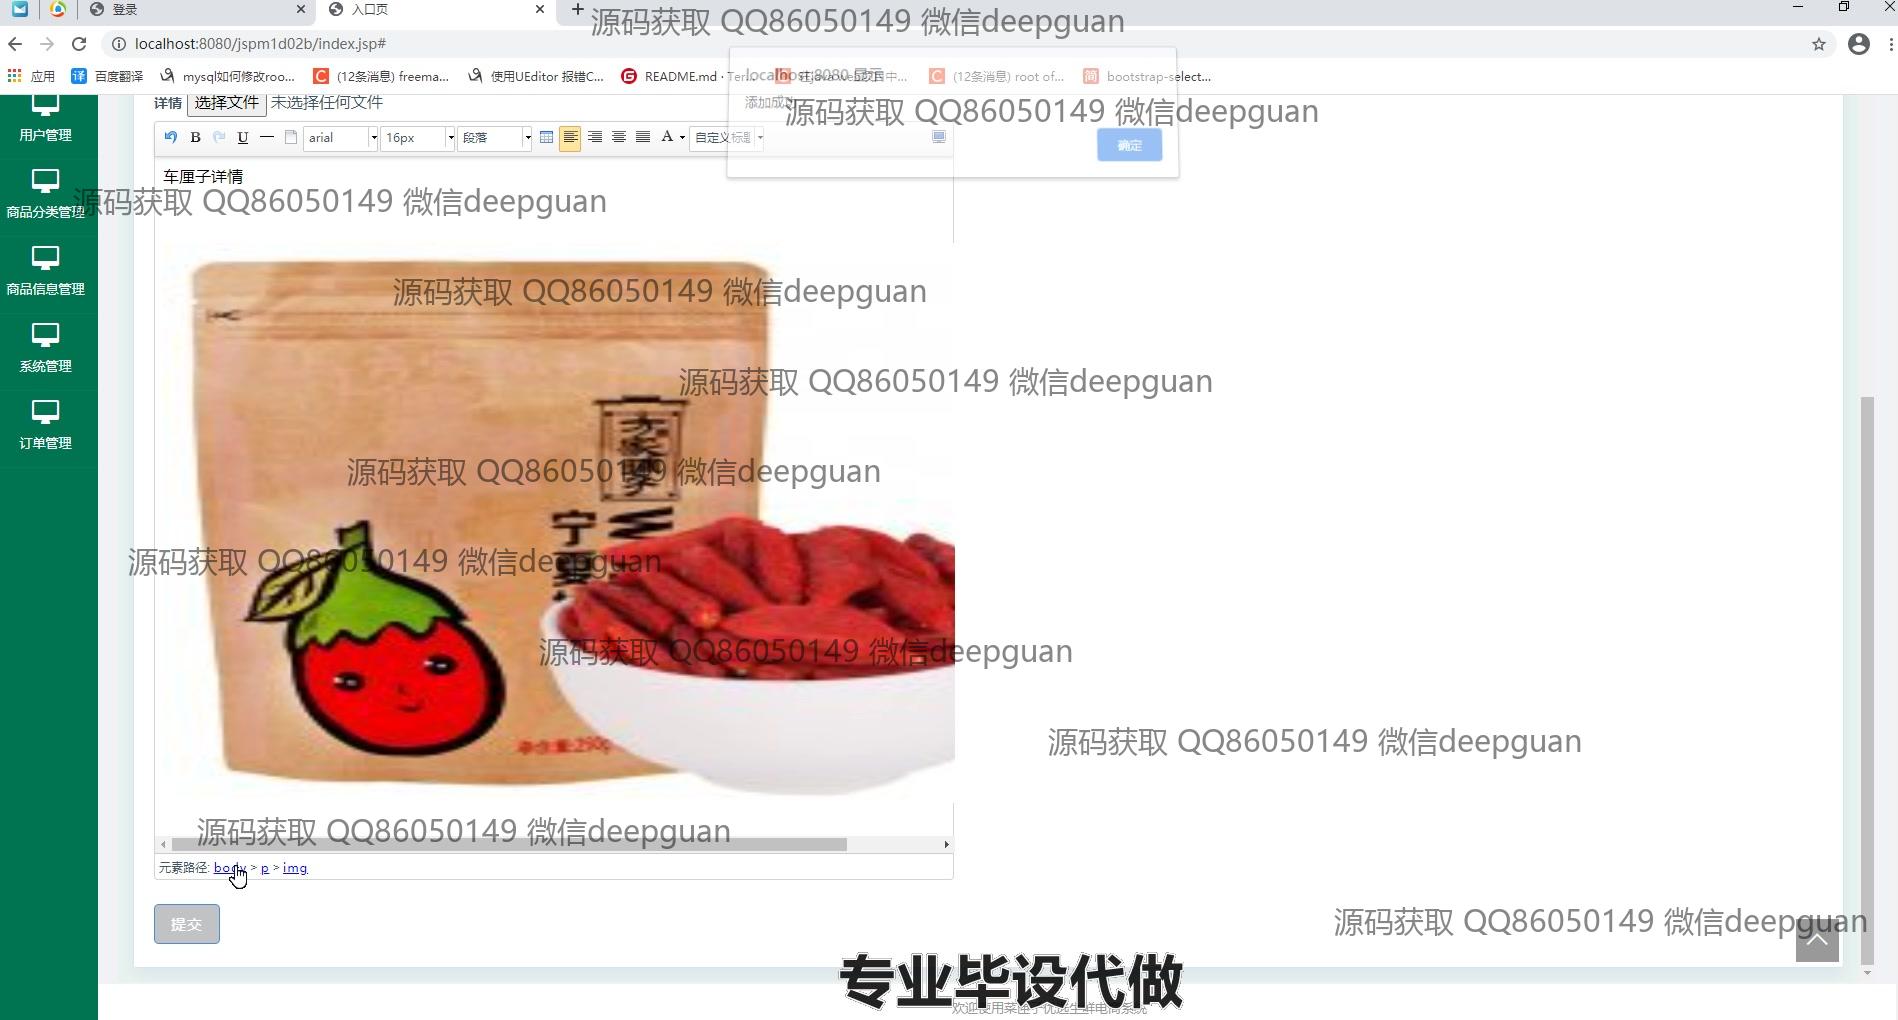 登录
入口页
源码获取 QQ86050149 微信deepguan
localhost:8080/jspm1d02b/index.jsp#
应用
百度翻译
mysql如何修改roo...
(12条消息) freema...
使用UEditor 报错C...
README.md · 
(12条消息) root of...
bootstrap-select...
localhost:8080 显示
添加成功
源码获取 QQ86050149 微信deepguan
确定
详情 选择文件 未选择任何文件
用户管理
B U arial 16px 段落 A 自定义标题
车厘子详情
源码获取 QQ86050149 微信deepguan
商品分类管理
商品信息管理
源码获取 QQ86050149 微信deepguan
系统管理
源码获取 QQ86050149 微信deepguan
订单管理
源码获取 QQ86050149 微信deepguan
宁
源码获取 QQ86050149 微信deepguan
源码获取 QQ86050149 微信deepguan
源码获取 QQ86050149 微信deepguan
源码获取 QQ86050149 微信deepguan
元素路径: body > p > img
提交
源码获取 QQ86050149 微信deepguan
专业毕设代做